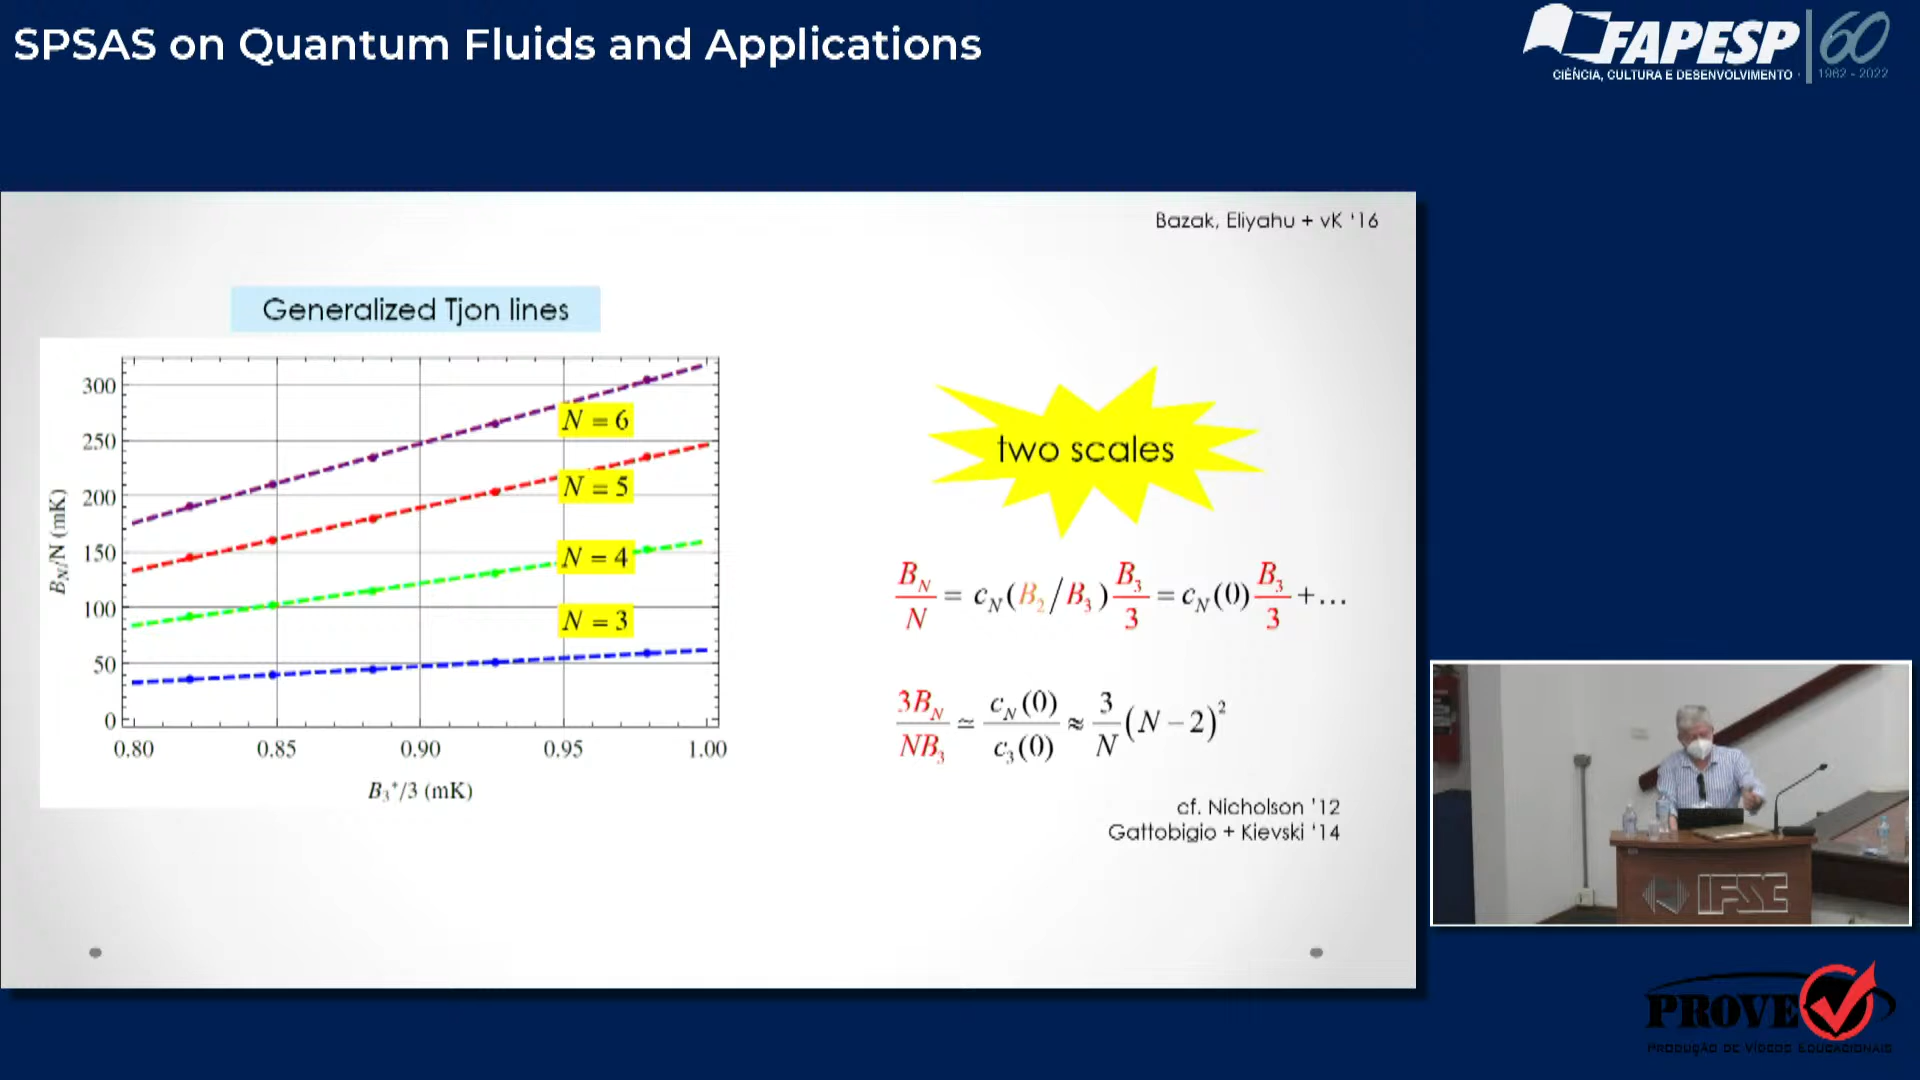 SPSAS on Quantum Fluids and Applications
FAPESP 60
CIÊNCIA, CULTURA E DESENVOLVIMENTO 1962 - 2022
Bazak, Eliyahu + vK '16
Generalized Tjon lines
300
250
200
150
100
50
0
B_N/N (mK)
N = 6
N = 5
N = 4
N = 3
0.80 0.85 0.90 0.95 1.00
B_3^*/3 (mK)
two scales
B_N/N = c_N(B_2/B_3) B_3/3 = c_N(0) B_3/3 + ...
3B_N/NB_3 ≃ c_N(0)/c_3(0) ≈ 3/N (N − 2)^2
cf. Nicholson '12
Gattobigio + Kievski '14
IFSC
PROVE
PRODUÇÃO DE VÍDEOS EDUCACIONAIS